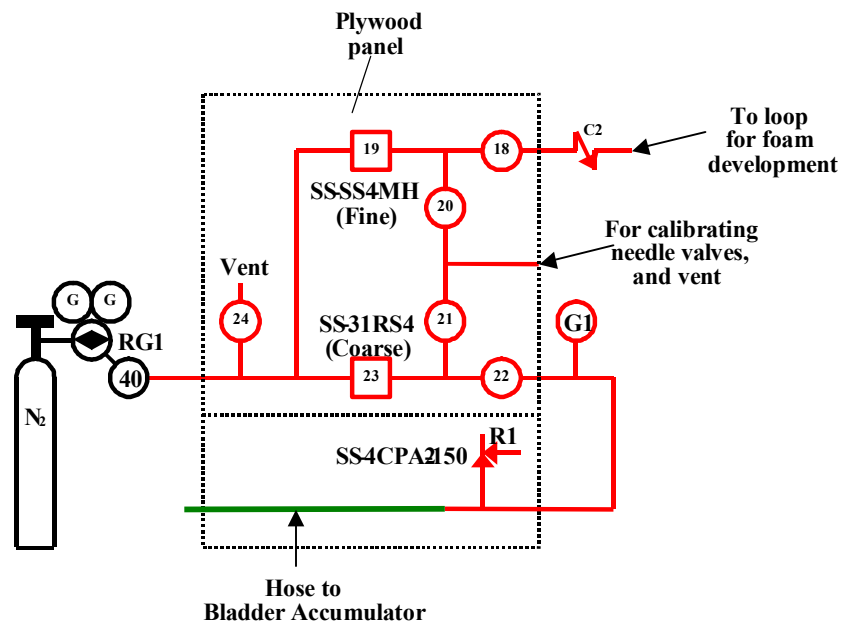 Plywood
panel
C2
To loop
for foam
development
19
18
SS-SS4MH
(Fine)
20
For calibrating
needle valves,
and vent
Vent
G G
24
SS-31RS4
(Coarse)
21
G1
RG1
40
23
22
N2
R1
SS-4CPA2-150
Hose to
Bladder Accumulator